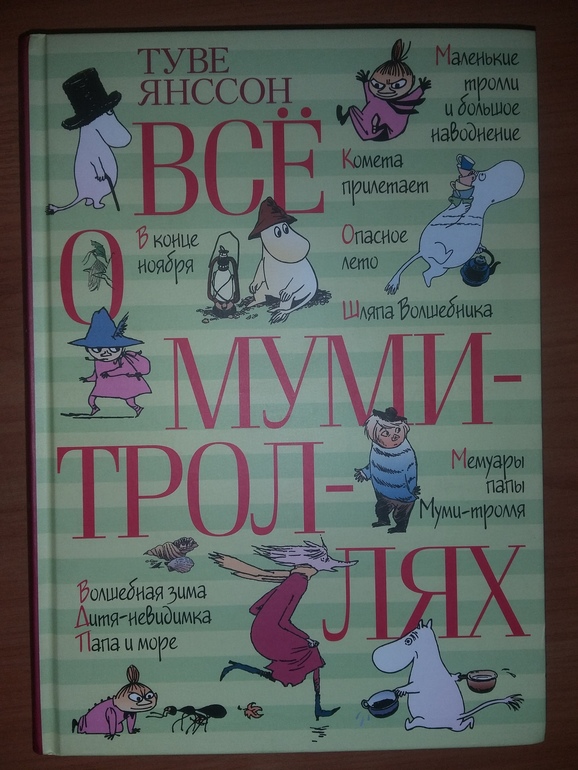 ТУВЕ
ЯНССОН
ВСЁ
О
МУМИ-
ТРОЛ-
ЛЯХ
Маленькие
тролли
и большое
наводнение
Комета
прилетает
В конце
ноября
Опасное
лето
Шляпа Волшебника
Мемуары
папы
Муми-тролля
Волшебная зима
Дитя-невидимка
Папа и море